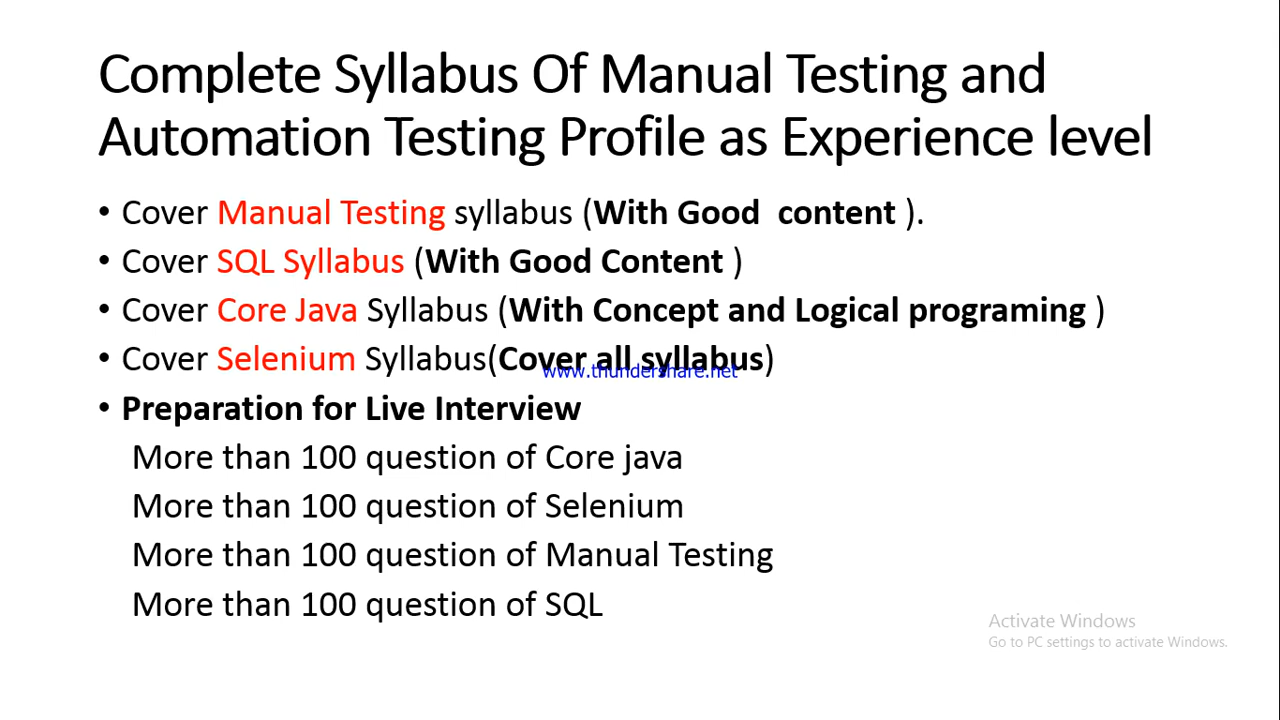 Complete Syllabus Of Manual Testing and
Automation Testing Profile as Experience level
• Cover Manual Testing syllabus (With Good  content ).
• Cover SQL Syllabus (With Good Content )
• Cover Core Java Syllabus (With Concept and Logical programing )
• Cover Selenium Syllabus(Cover all syllabus)
www.thundershare.net
• Preparation for Live Interview
More than 100 question of Core java
More than 100 question of Selenium
More than 100 question of Manual Testing
More than 100 question of SQL
Activate Windows
Go to PC settings to activate Windows.